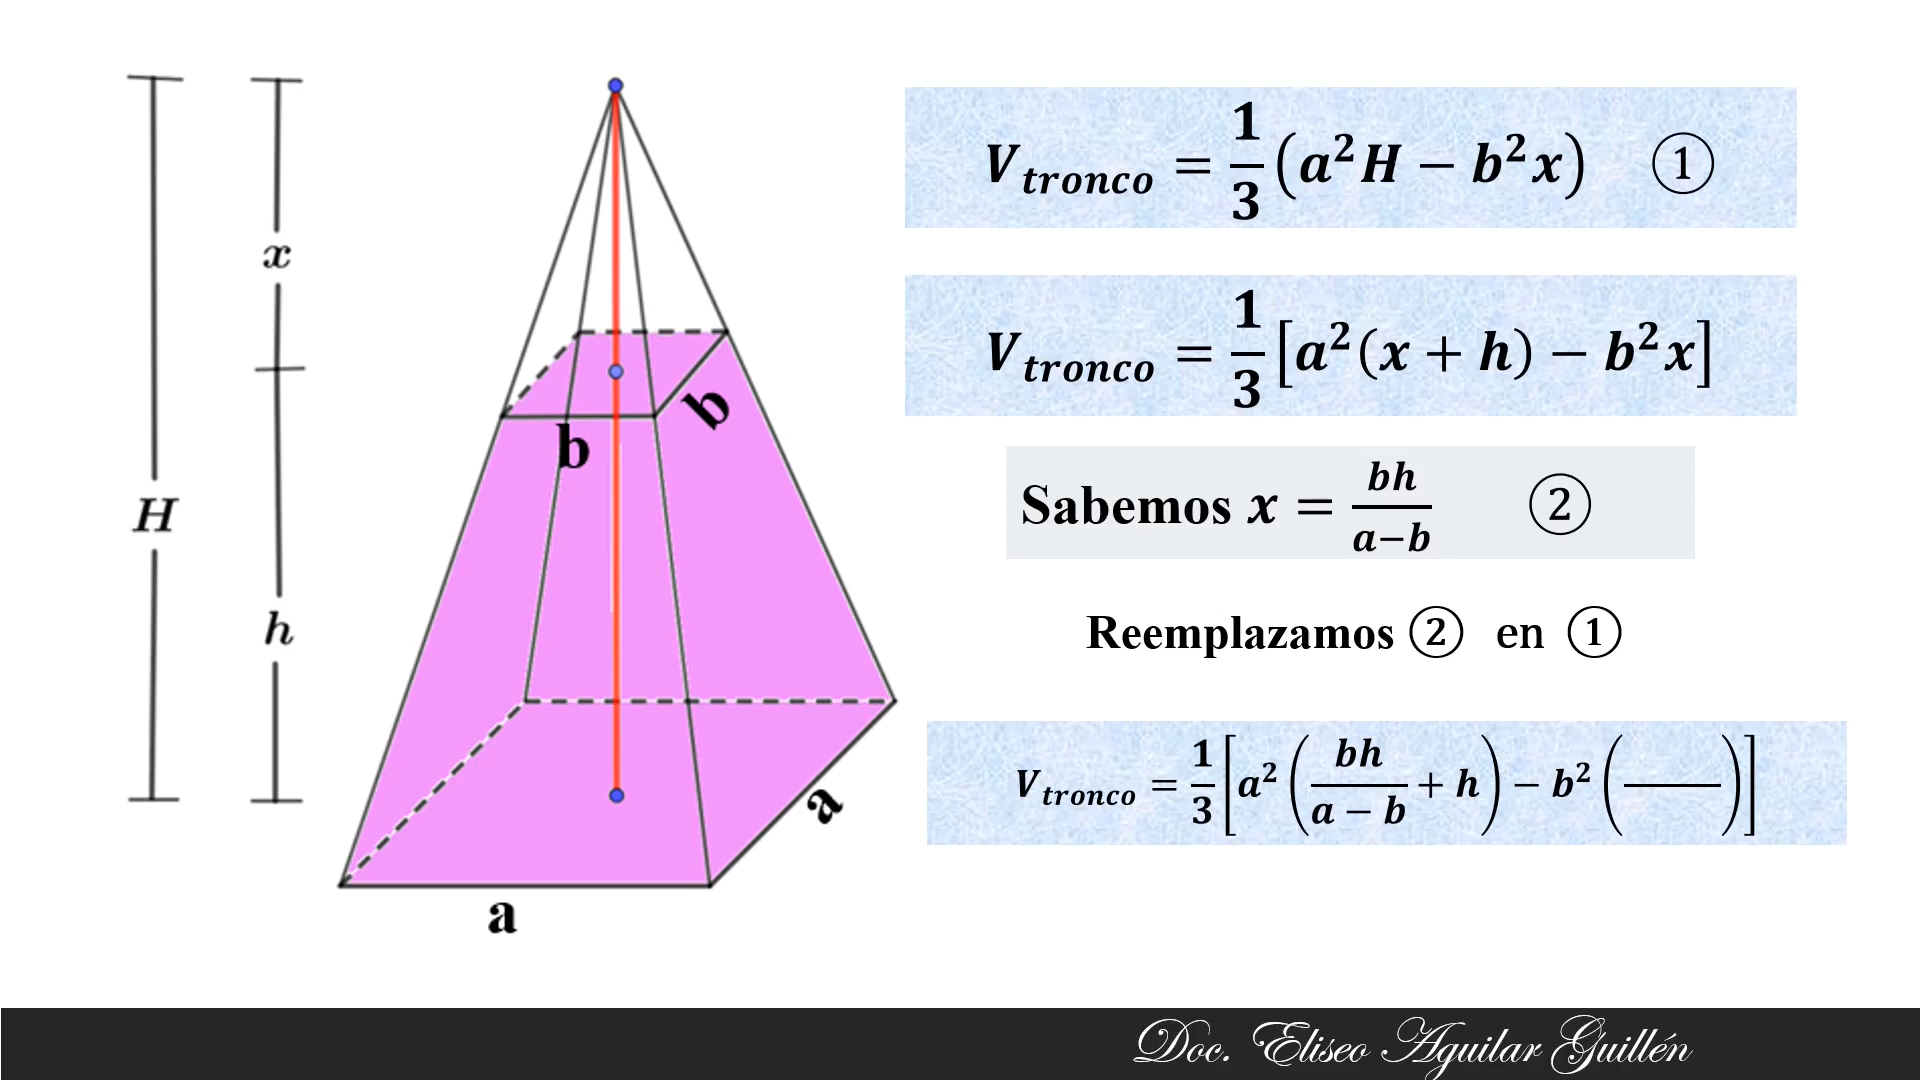 x
H
h
b
b
a
a
V_tronco = 1/3 (a²H − b²x) ①
V_tronco = 1/3 [a²(x + h) − b²x]
Sabemos x = bh/a−b ②
Reemplazamos ② en ①
V_tronco = 1/3 [a² (bh/a − b + h) − b² (——)]
Doc. Eliseo Aguilar Guillén